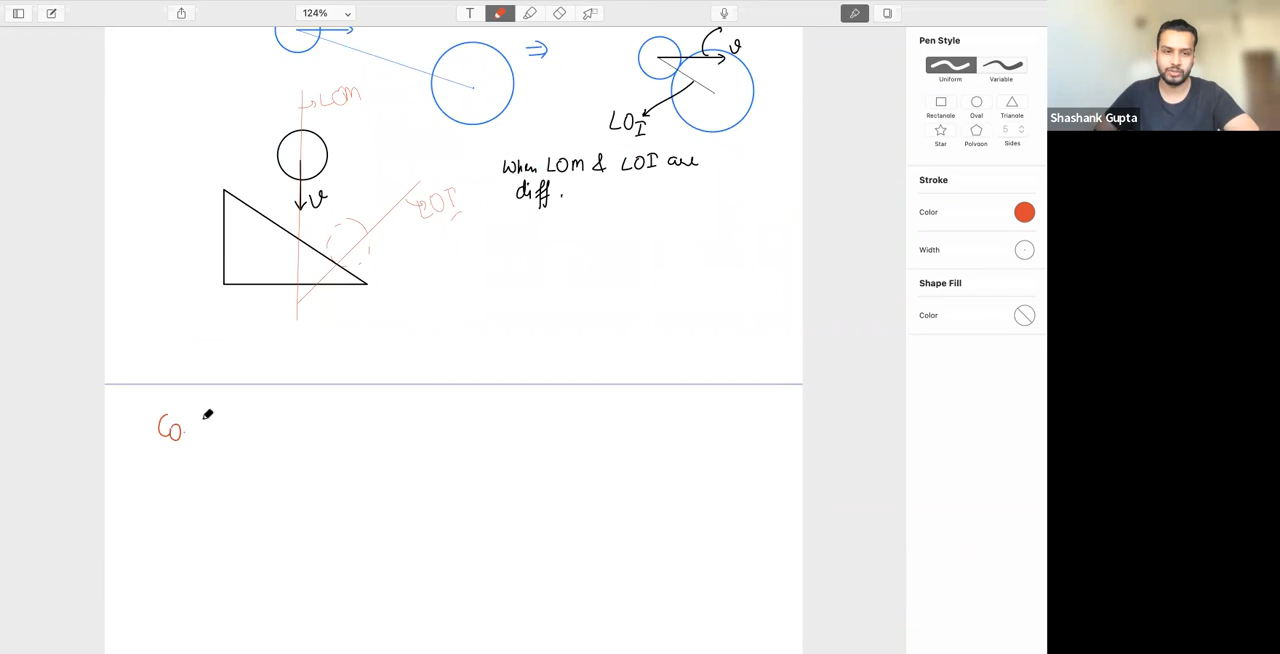 124%
T
Pen Style
Uniform
Variable
Rectangle
Oval
Triangle
Star
Polygon
Sides
5
Stroke
Color
Width
Shape Fill
Color
Shashank Gupta
⇒
v
LOI
When LOM & LOI are
diff.
LOM
v
LOI
Co.